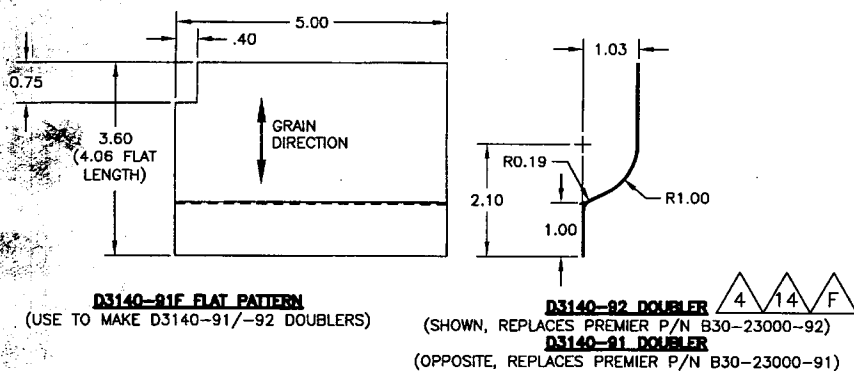 5.00
.40
1.03
0.75
3.60
(4.06 FLAT
LENGTH)
GRAIN
DIRECTION
R0.19
2.10
R1.00
1.00
D3140-91F FLAT PATTERN
(USE TO MAKE D3140-91/-92 DOUBLERS)
D3140-92 DOUBLER
4 14 F
(SHOWN, REPLACES PREMIER P/N B30-23000-92)
D3140-91 DOUBLER
(OPPOSITE, REPLACES PREMIER P/N B30-23000-91)